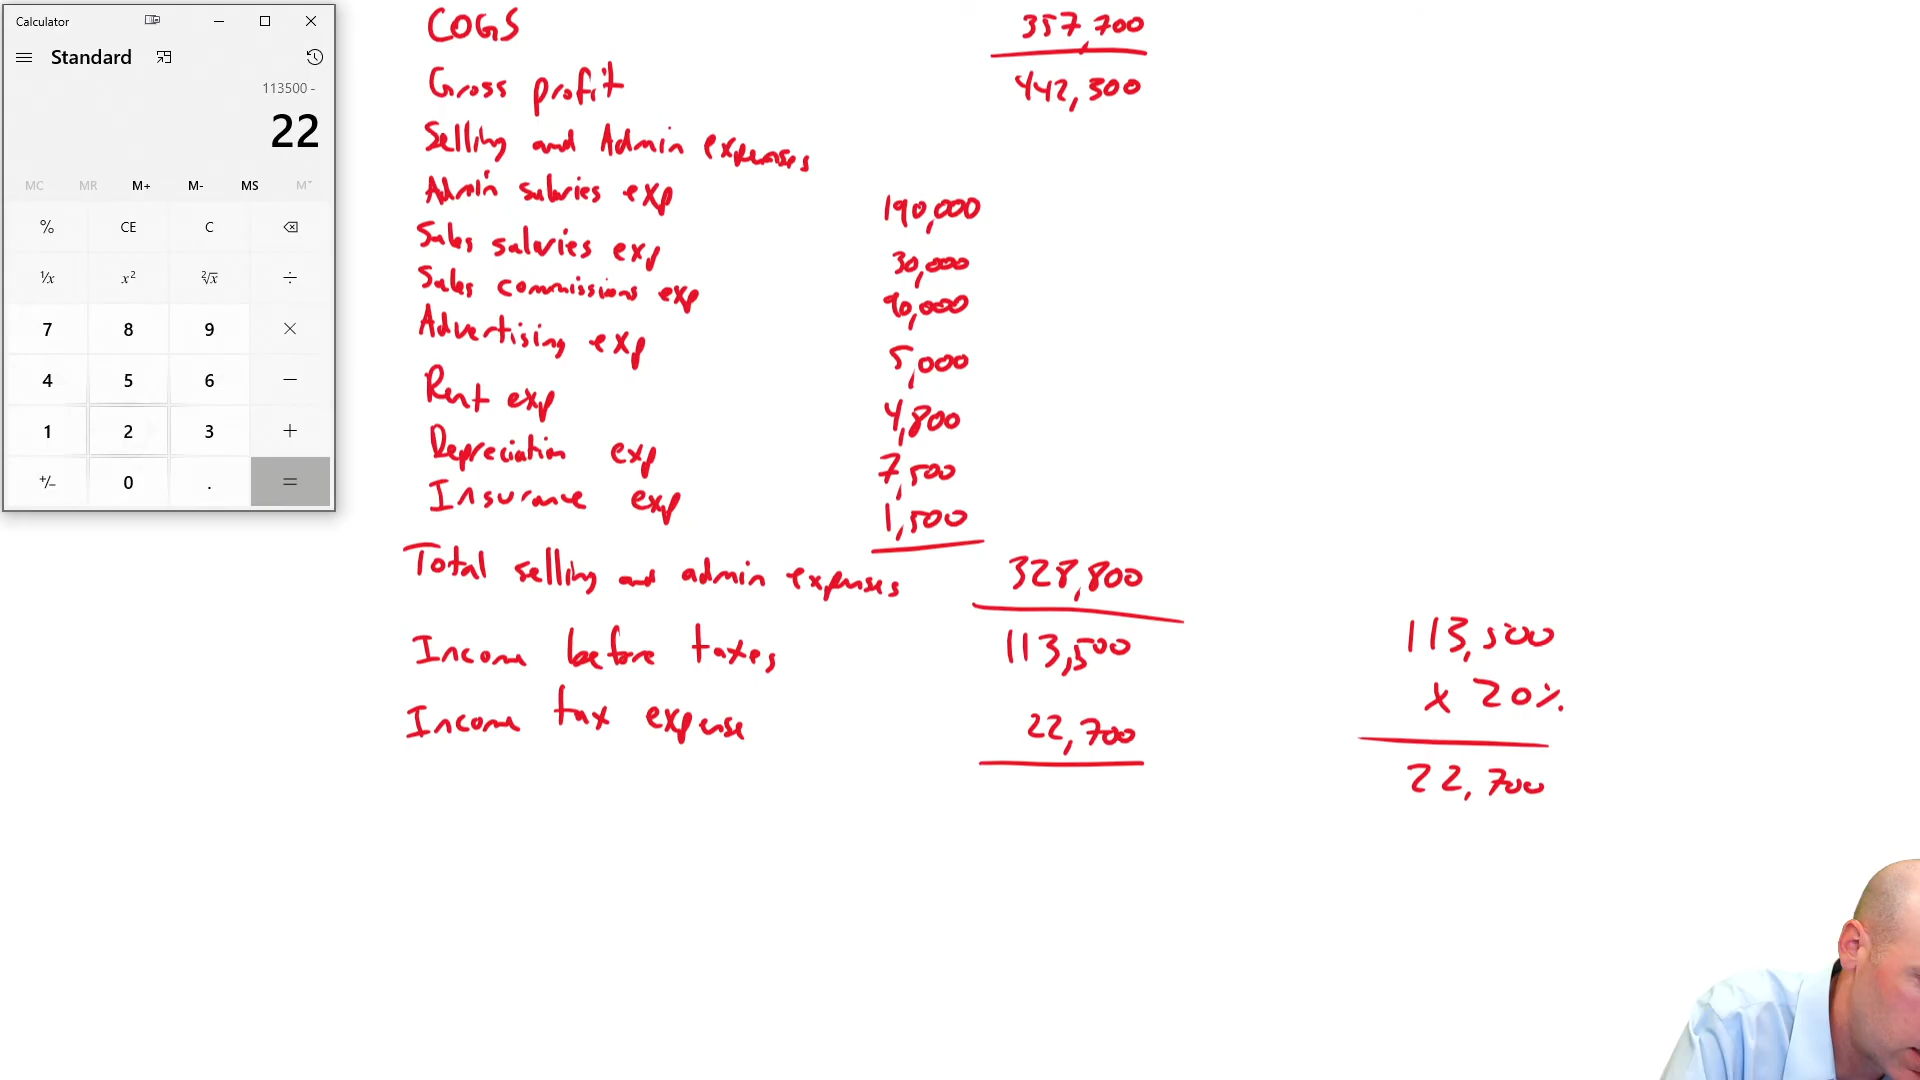 Calculator
Standard
113500 -
22
MC MR M+ M- MS M˅
% CE C
¹/x x² ²√x ÷
7 8 9 ×
4 5 6 −
1 2 3 +
+/− 0 . =
COGS 357,700
Gross profit 442,300
Selling and Admin expenses
Admin salaries exp 190,000
Sales salaries exp 30,000
Sales commissions exp 90,000
Advertising exp 5,000
Rent exp 4,800
Depreciation exp 7,500
Insurance exp 1,500
Total selling and admin expenses 328,800
Income before taxes 113,500
Income tax expense 22,700
113,500
x 20%
22,700